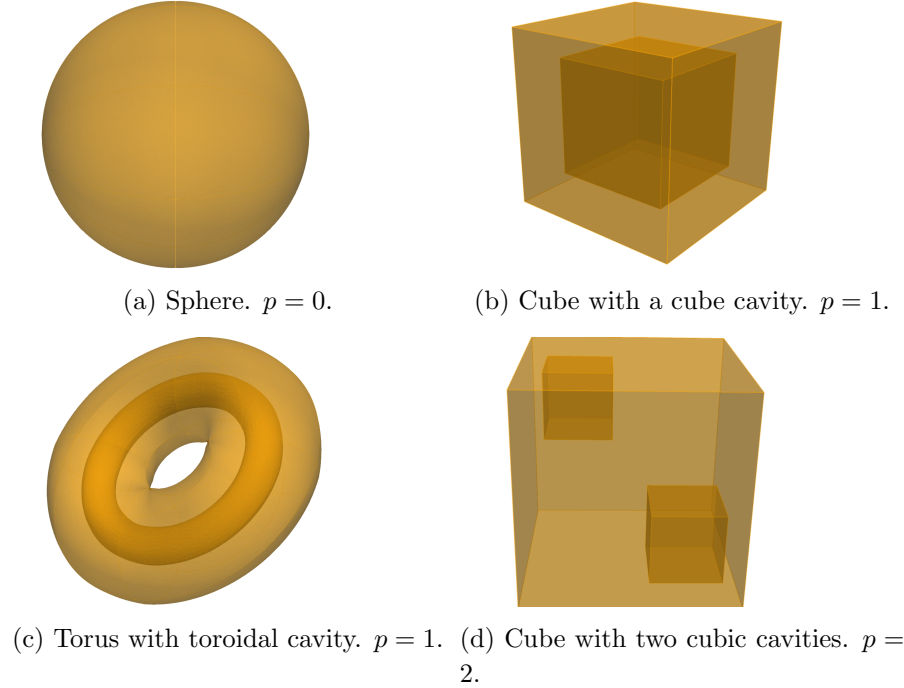 (a) Sphere. p = 0.
(b) Cube with a cube cavity. p = 1.
(c) Torus with toroidal cavity. p = 1.
(d) Cube with two cubic cavities. p =
2.